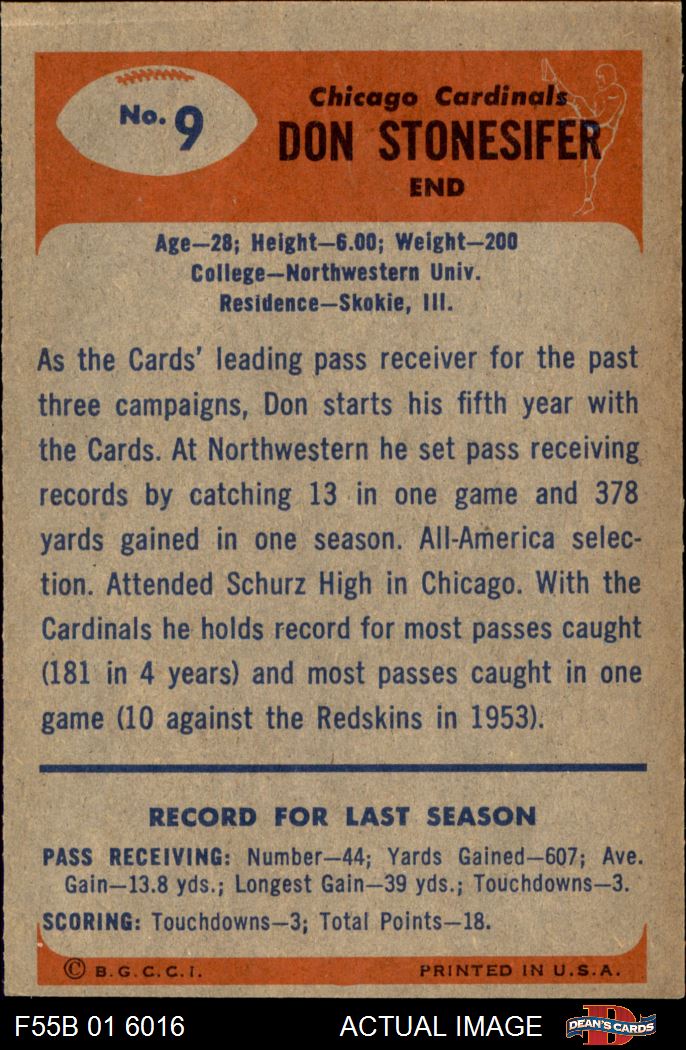 No. 9
Chicago Cardinals
DON STONESIFER
END
Age—28; Height—6.00; Weight—200
College—Northwestern Univ.
Residence—Skokie, Ill.
As the Cards' leading pass receiver for the past
three campaigns, Don starts his fifth year with
the Cards. At Northwestern he set pass receiving
records by catching 13 in one game and 378
yards gained in one season. All-America selec-
tion. Attended Schurz High in Chicago. With the
Cardinals he holds record for most passes caught
(181 in 4 years) and most passes caught in one
game (10 against the Redskins in 1953).
RECORD FOR LAST SEASON
PASS RECEIVING: Number—44; Yards Gained—607; Ave.
Gain—13.8 yds.; Longest Gain—39 yds.; Touchdowns—3.
SCORING: Touchdowns—3; Total Points—18.
© B.G.C.C.I. PRINTED IN U.S.A.
F55B 01 6016 ACTUAL IMAGE D DEAN'S CARDS